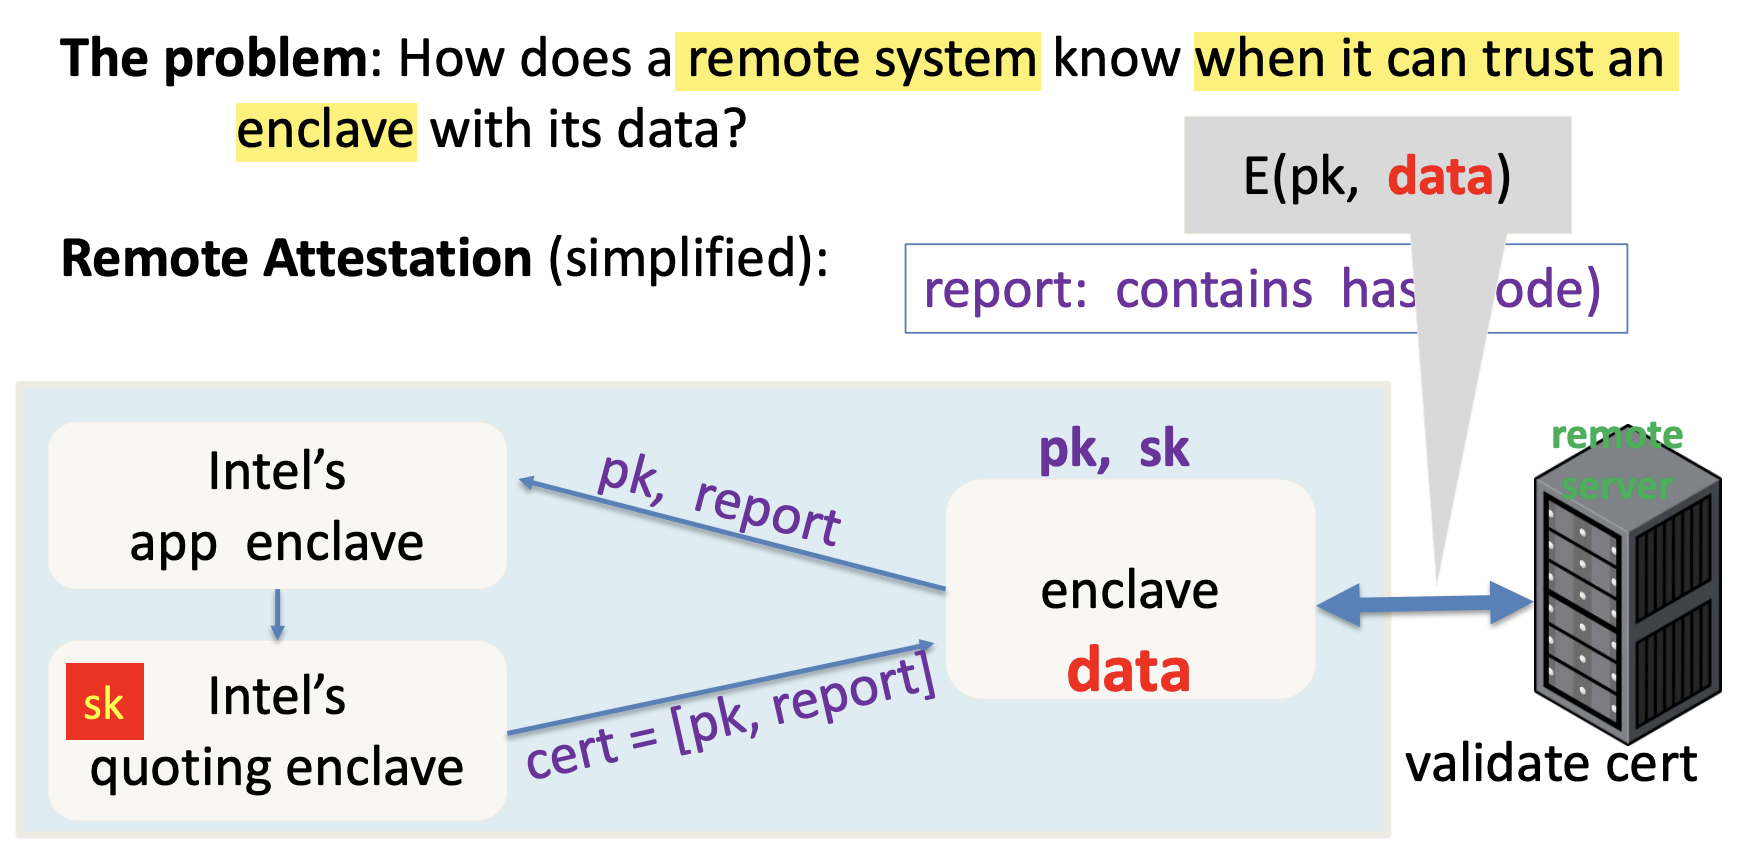 The problem: How does a remote system know when it can trust an
enclave with its data?
E(pk, data)
Remote Attestation (simplified):
report: contains has ode)
pk, sk
remote
server
Intel's
app enclave
pk, report
enclave
data
sk
Intel's
quoting enclave
cert = [pk, report]
validate cert